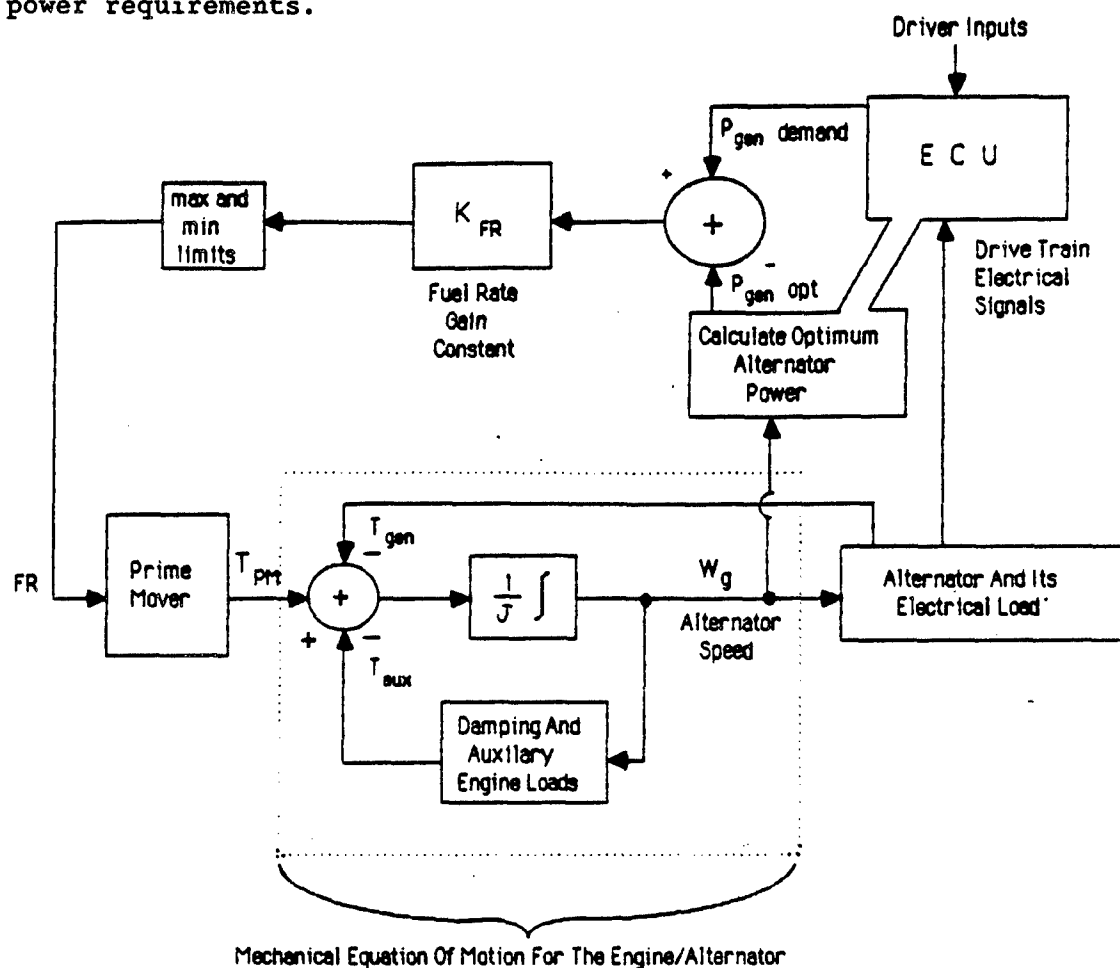 power requirements.
Driver Inputs
P gen demand
E C U
+
+
K FR
max and
min
limits
Drive Train
Electrical
Signals
-
P gen opt
Fuel Rate
Gain
Constant
Calculate Optimum
Alternator
Power
T gen
-
FR
Prime
Mover
T PM
+
+
1/J ∫
W g
Alternator
Speed
Alternator And Its
Electrical Load
-
T aux
Damping And
Auxilary
Engine Loads
Mechanical Equation Of Motion For The Engine/Alternator